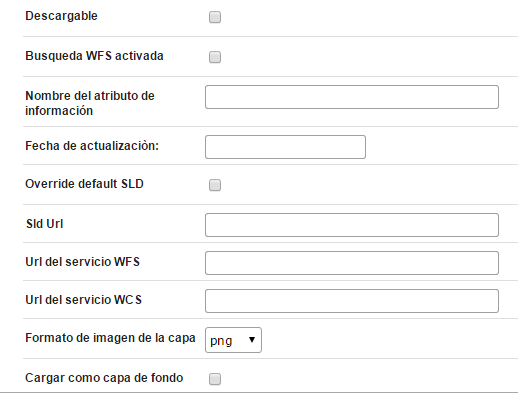 Descargable
Busqueda WFS activada
Nombre del atributo de
información
Fecha de actualización:
Override default SLD
Sld Url
Url del servicio WFS
Url del servicio WCS
Formato de imagen de la capa
png
Cargar como capa de fondo